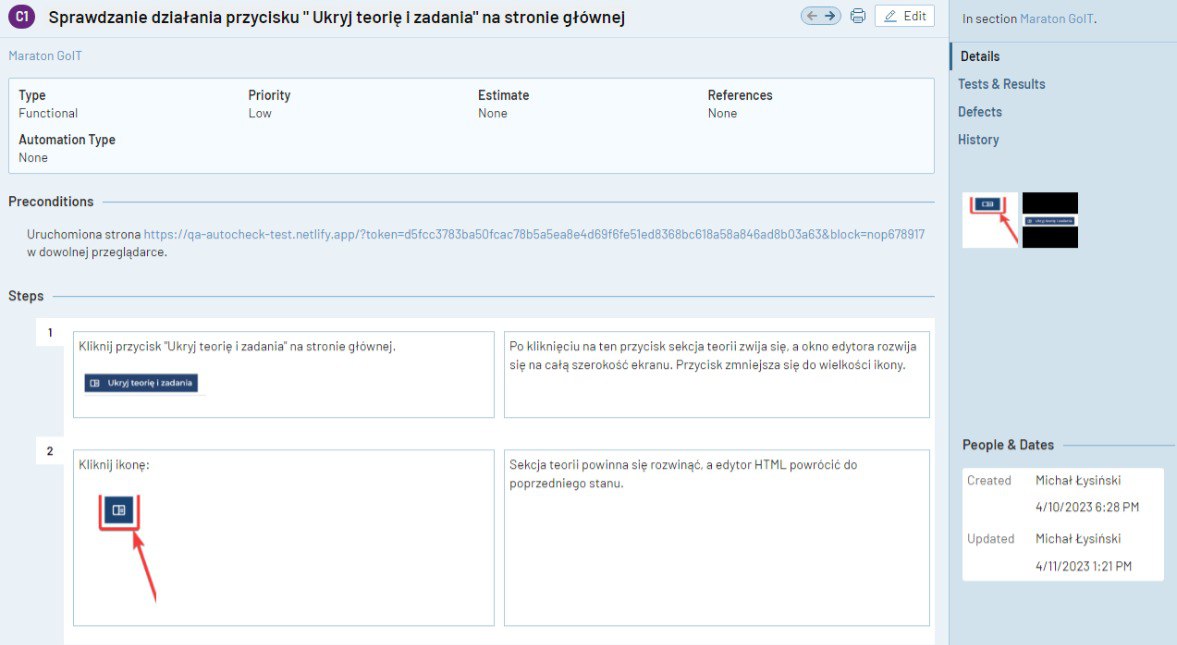 C1 Sprawdzanie działania przycisku " Ukryj teorię i zadania" na stronie głównej
Edit
Maraton GoIT
Type
Functional
Priority
Low
Estimate
None
References
None
Automation Type
None
Preconditions
Uruchomiona strona https://qa-autocheck-test.netlify.app/?token=d5fcc3783ba50fcac78b5a5ea8e4d69f6fe51ed8368bc618a58a846ad8b03a63&block=nop678917
w dowolnej przeglądarce.
Steps
1
Kliknij przycisk "Ukryj teorię i zadania" na stronie głównej.
Ukryj teorię i zadania
Po kliknięciu na ten przycisk sekcja teorii zwija się, a okno edytora rozwija
się na całą szerokość ekranu. Przycisk zmniejsza się do wielkości ikony.
2
Kliknij ikonę:
Sekcja teorii powinna się rozwinąć, a edytor HTML powrócić do
poprzedniego stanu.
In section Maraton GoIT.
Details
Tests & Results
Defects
History
Ukryj teorię i zadania
People & Dates
Created
Michał Łysiński
4/10/2023 6:28 PM
Updated
Michał Łysiński
4/11/2023 1:21 PM